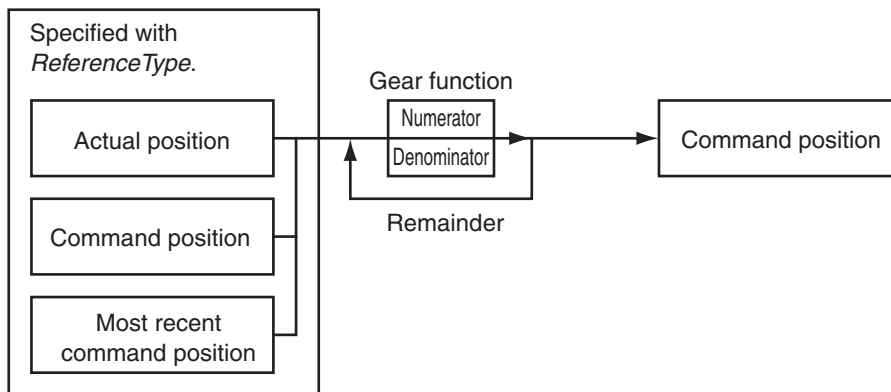 Specified with
ReferenceType.
Gear function
Actual position
Numerator
Denominator
Command position
Command position
Remainder
Most recent
command position